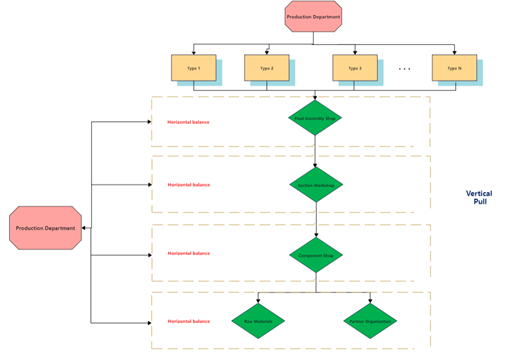 Production Department
Type 1
Type 2
Type 3
. . .
Type N
Horizontal balance
Final Assembly Shop
Horizontal balance
Section Workshop
Vertical
Pull
Production Department
Horizontal balance
Component Shop
Horizontal balance
Raw Materials
Partner Organization